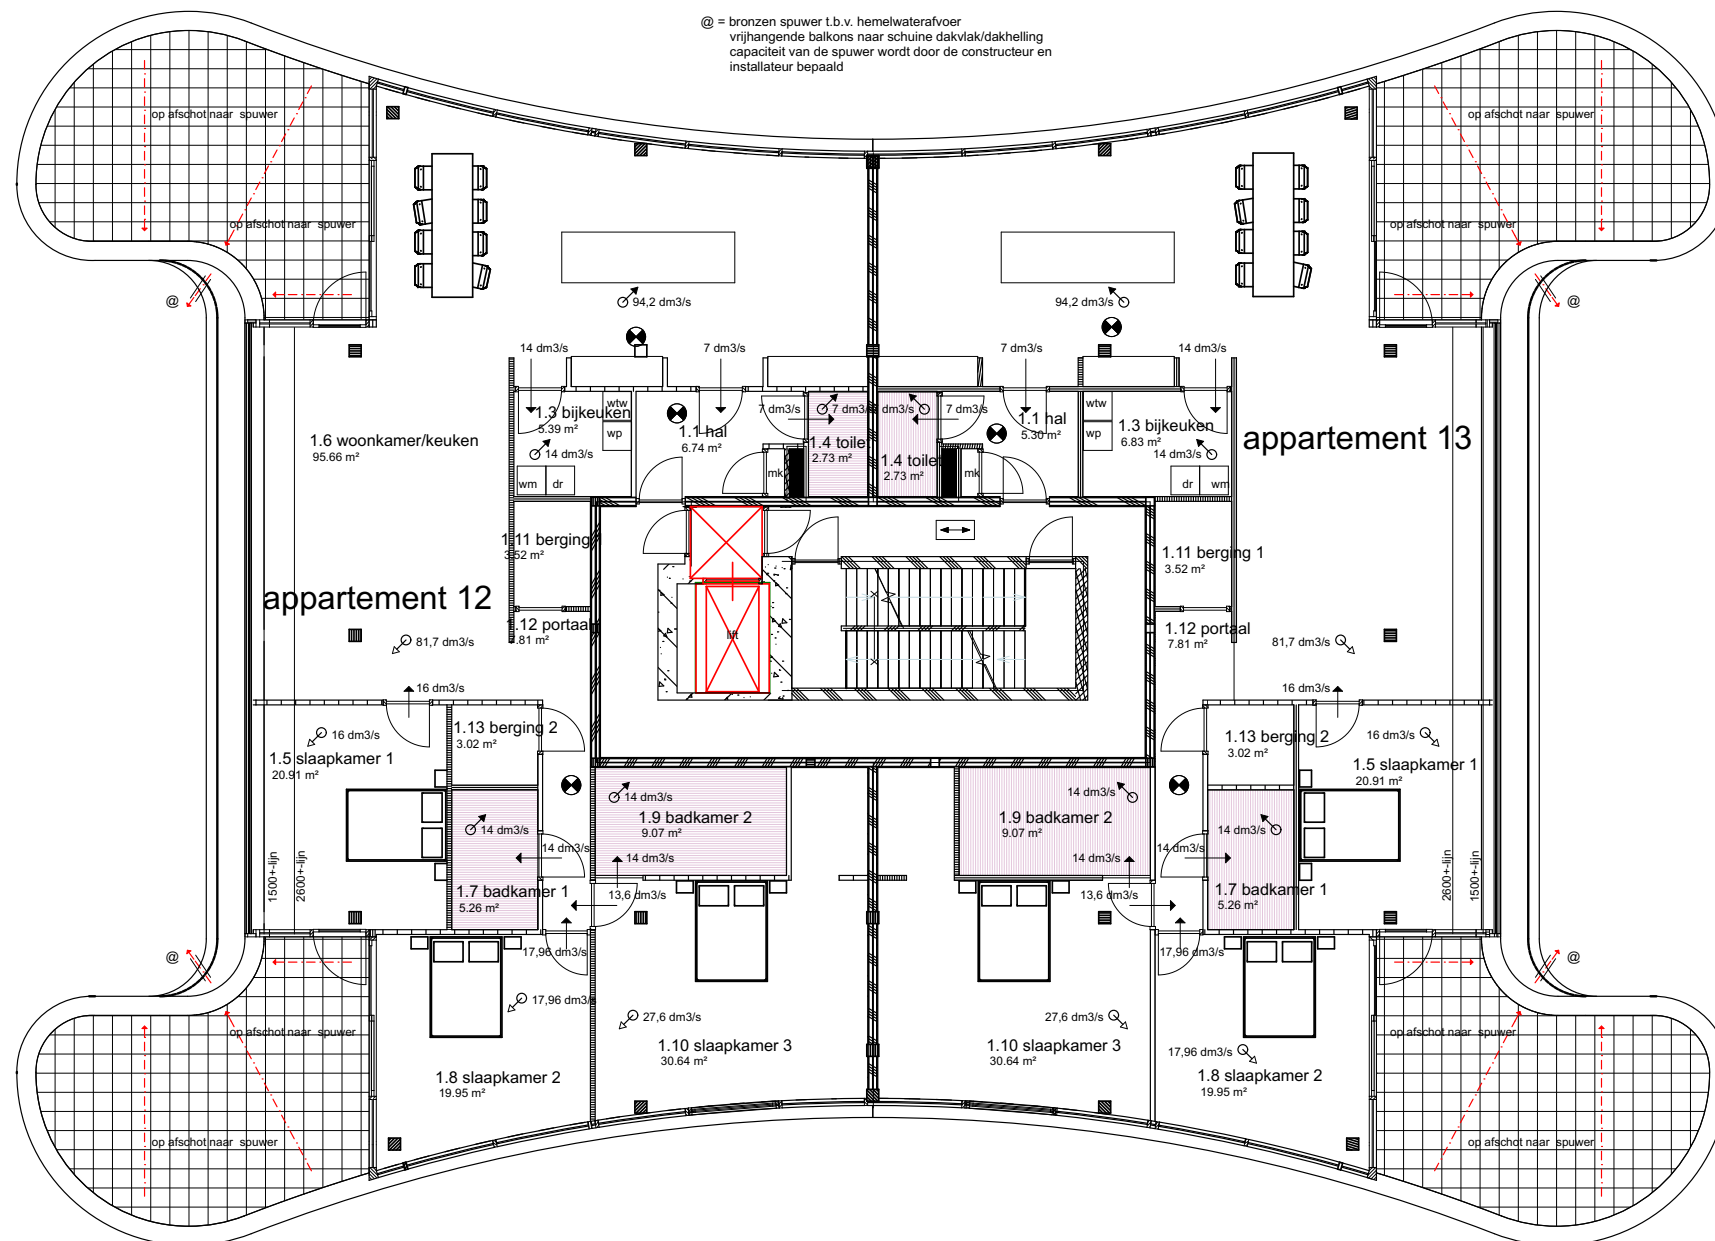 @ = bronzen spuwer t.b.v. hemelwaterafvoer
vrijhangende balkons naar schuine dakvlak/dakhelling
capaciteit van de spuwer wordt door de constructeur en
installateur bepaald
op afschot naar spuwer
op afschot naar spuwer
op afschot naar spuwer
op afschot naar spuwer
@
@
94,2 dm3/s
94,2 dm3/s
14 dm3/s
7 dm3/s
7 dm3/s
14 dm3/s
1.6 woonkamer/keuken
95.66 m²
1.3 bijkeuken
5.39 m²
wtw
wp
14 dm3/s
wm
dr
1.1 hal
6.74 m²
7 dm3/s
7 dm3/s
1.4 toilet
2.73 m²
mk
dm3/s
7 dm3/s
1.4 toilet
2.73 m²
mk
1.1 hal
5.30 m²
wtw
wp
1.3 bijkeuken
6.83 m²
14 dm3/s
dr
wm
appartement 13
1.11 berging
3.52 m²
1.11 berging 1
3.52 m²
appartement 12
1.12 portaal
.81 m²
lift
1.12 portaal
7.81 m²
81,7 dm3/s
81,7 dm3/s
16 dm3/s
16 dm3/s
16 dm3/s
1.13 berging 2
3.02 m²
1.13 berging 2
3.02 m²
16 dm3/s
1.5 slaapkamer 1
20.91 m²
1.5 slaapkamer 1
20.91 m²
14 dm3/s
1.9 badkamer 2
9.07 m²
14 dm3/s
1.9 badkamer 2
9.07 m²
14 dm3/s
14 dm3/s
14 dm3/s
14 dm3/s
14 dm3/s
14 dm3/s
1500+-lijn
2600+-lijn
2600+-lijn
1500+-lijn
1.7 badkamer 1
5.26 m²
13,6 dm3/s
13,6 dm3/s
1.7 badkamer 1
5.26 m²
17,96 dm3/s
17,96 dm3/s
@
@
17,96 dm3/s
27,6 dm3/s
27,6 dm3/s
op afschot naar spuwer
op afschot naar spuwer
1.10 slaapkamer 3
30.64 m²
1.10 slaapkamer 3
30.64 m²
17,96 dm3/s
1.8 slaapkamer 2
19.95 m²
1.8 slaapkamer 2
19.95 m²
op afschot naar spuwer
op afschot naar spuwer